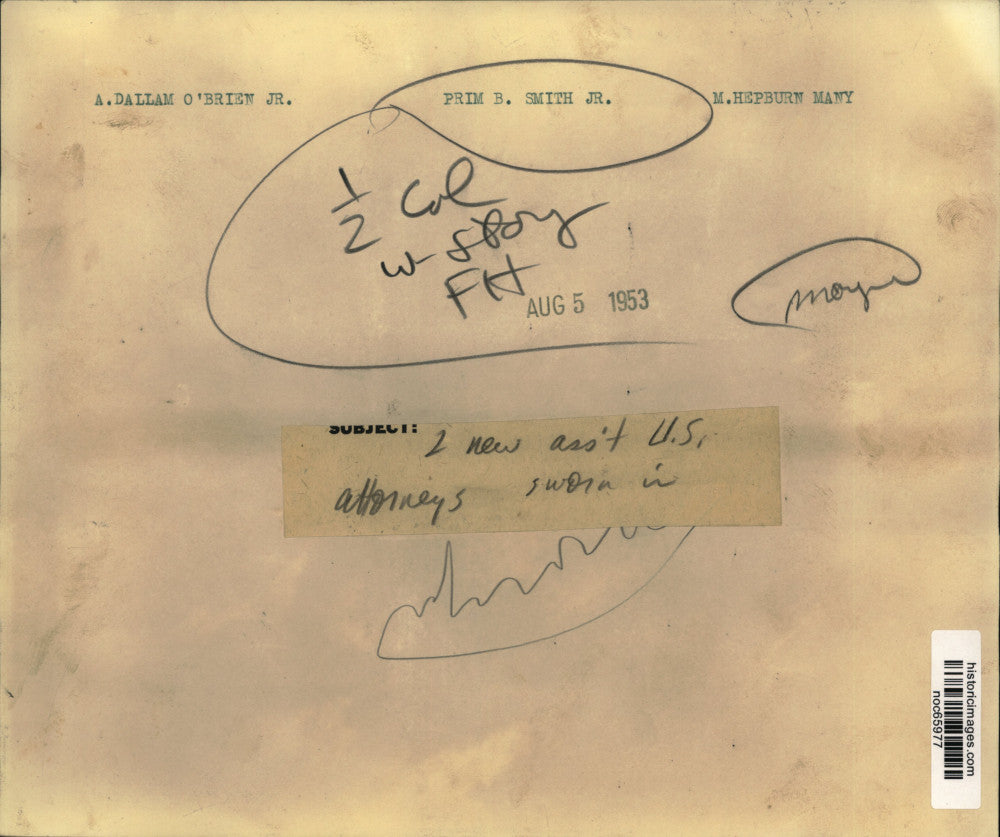 A.DALLAM O'BRIEN JR. PRIM B. SMITH JR. M.HEPBURN MANY
1/2 Col
w- story
FH
AUG 5 1953
SUBJECT:
2 new ass't U.S.
attorneys sworn in
historicimages.com
noc65977